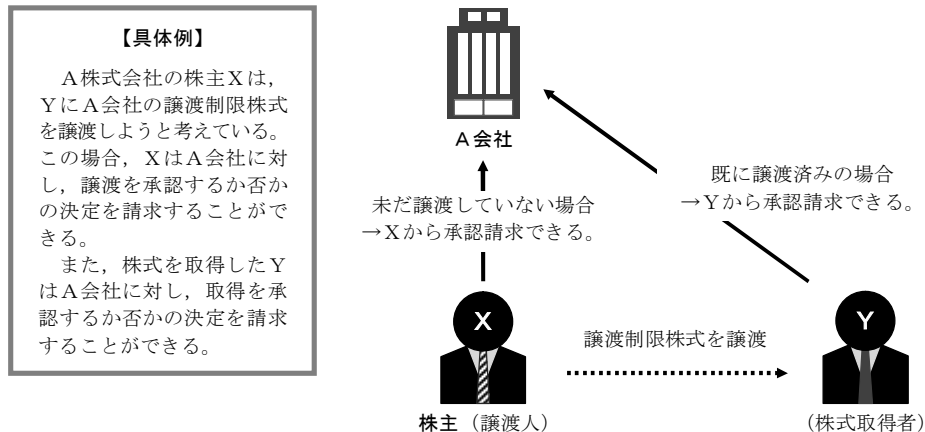 【具体例】
　A株式会社の株主Xは，
YにA会社の譲渡制限株式
を譲渡しようと考えている。
この場合，XはA会社に対
し，譲渡を承認するか否か
の決定を請求することがで
きる。
　また，株式を取得したY
はA会社に対し，取得を承
認するか否かの決定を請求
することができる。
A会社
未だ譲渡していない場合
→Xから承認請求できる。
既に譲渡済みの場合
→Yから承認請求できる。
X
譲渡制限株式を譲渡
Y
株主（譲渡人）
（株式取得者）